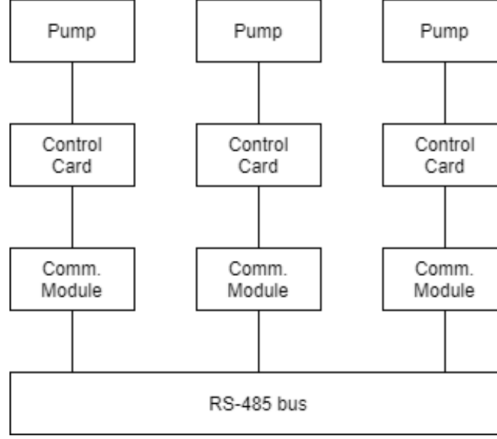 Pump
Pump
Pump
Control
Card
Control
Card
Control
Card
Comm.
Module
Comm.
Module
Comm.
Module
RS-485 bus